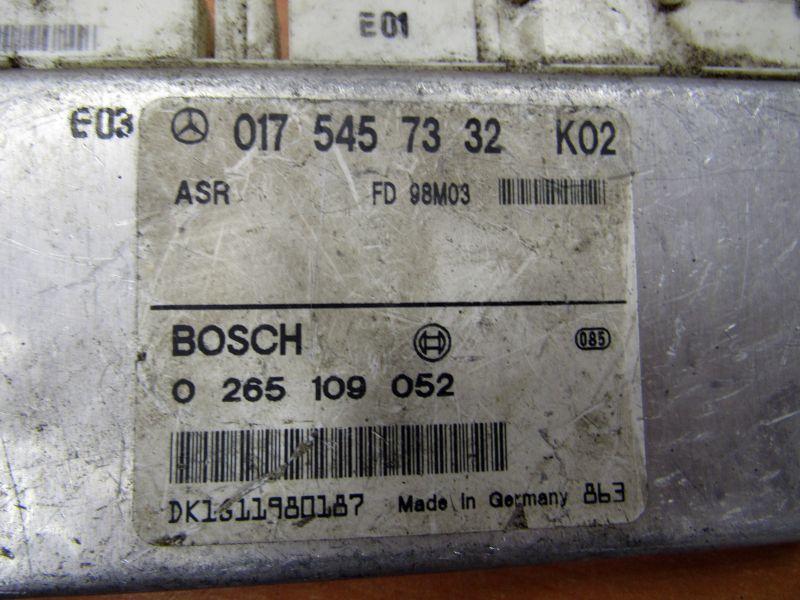 E01
E03
017 545 73 32 K02
ASR FD 98M03
BOSCH 085
0 265 109 052
Made in Germany 863